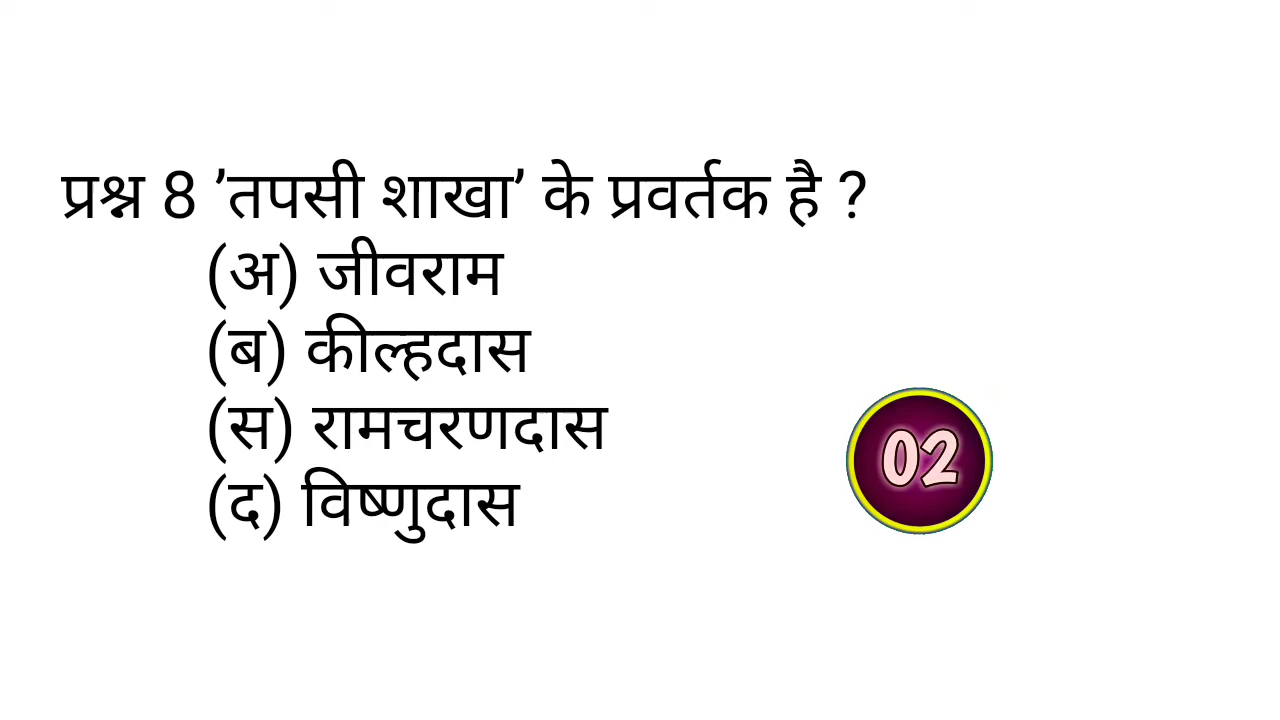 प्रश्न 8 ’तपसी शाखा’ के प्रवर्तक है ?
(अ) जीवराम
(ब) कील्हदास
(स) रामचरणदास
(द) विष्णुदास
02